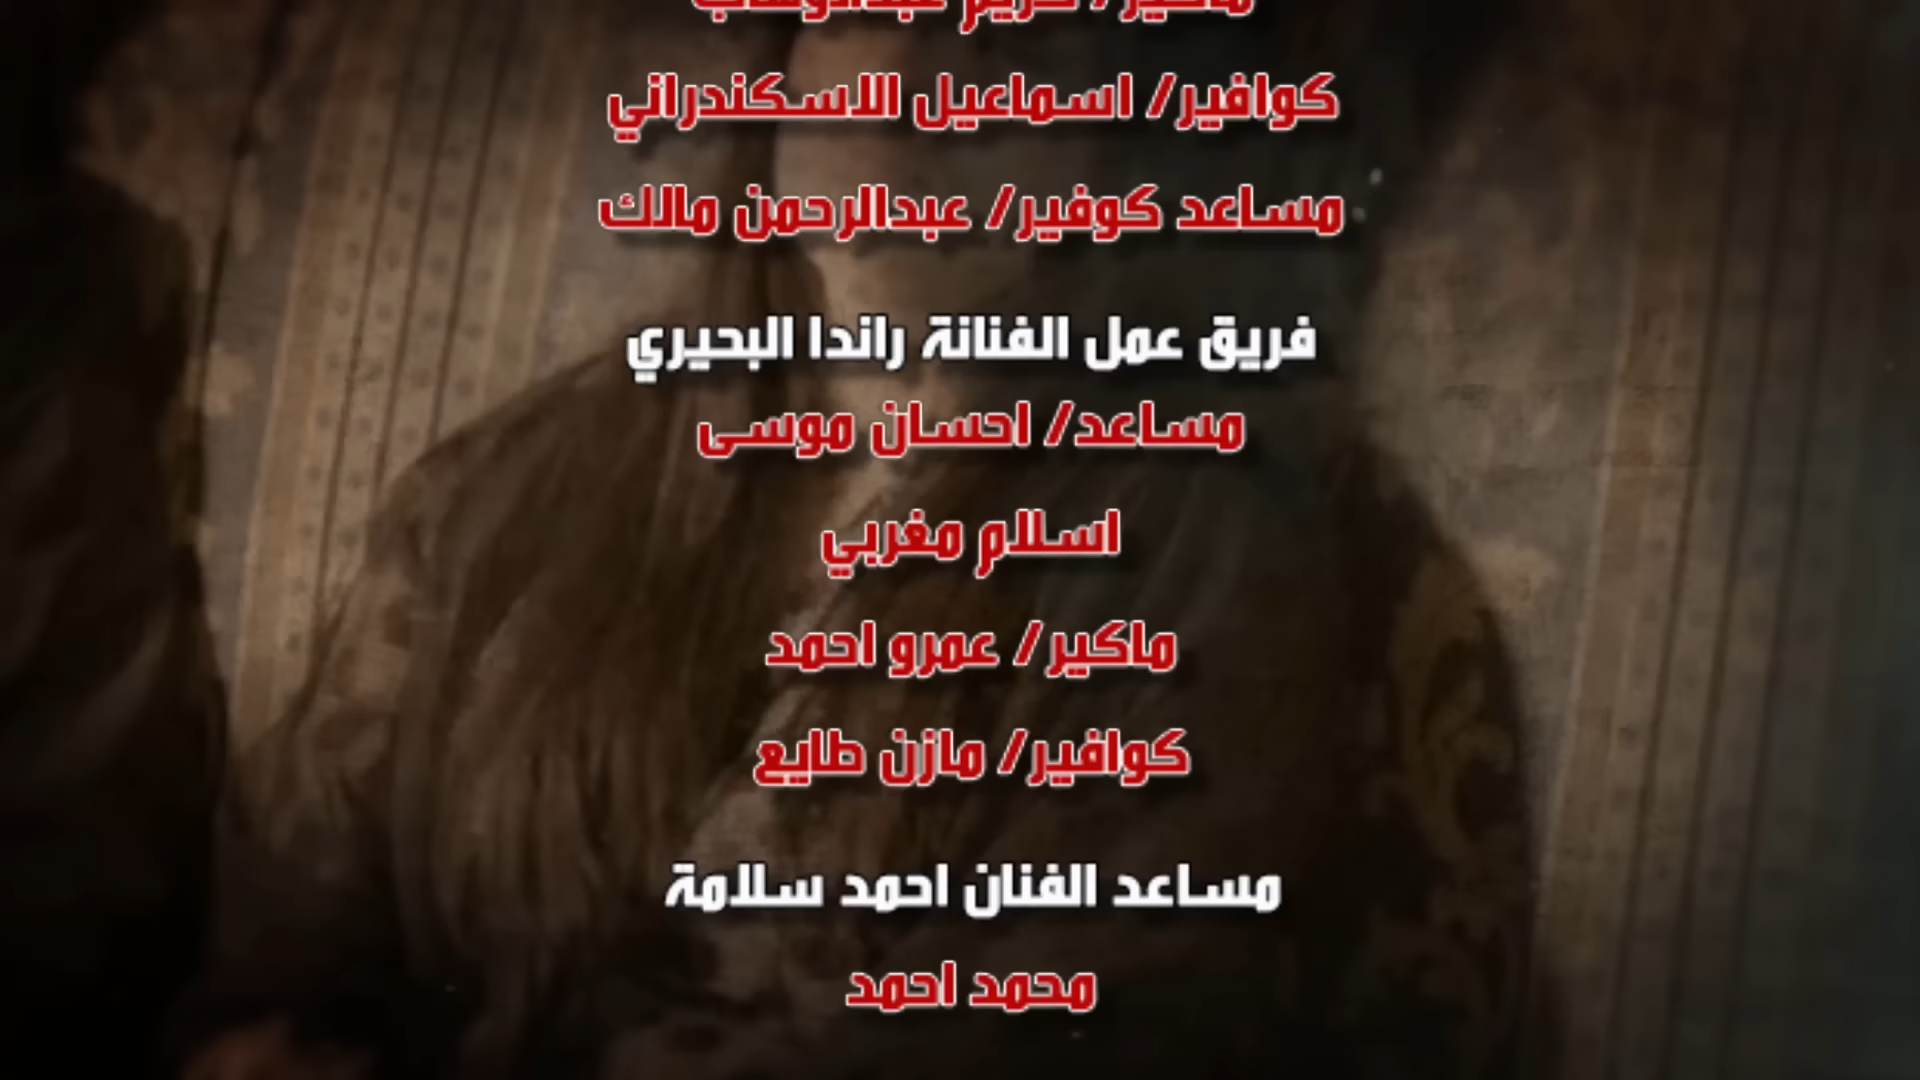 كوافير/ اسماعيل الاسكندراني
مساعد كوفير/ عبدالرحمن مالك
فريق عمل الفنانة راندا البحيري
مساعد/ احسان موسى
اسلام مغربي
ماكير/ عمرو احمد
كوافير/ مازن طايع
مساعد الفنان احمد سلامة
محمد احمد